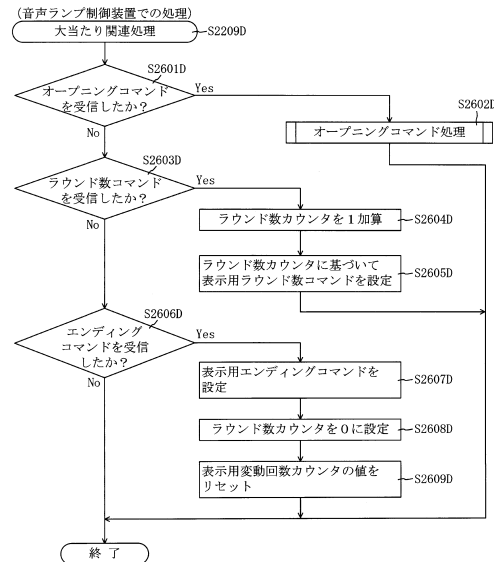 (音声ランプ制御装置での処理)
大当たり関連処理
S2209D
S2601D
オープニングコマンド
を受信したか?
Yes
No
S2602D
オープニングコマンド処理
S2603D
ラウンド数コマンド
を受信したか?
Yes
No
ラウンド数カウンタを1加算
S2604D
ラウンド数カウンタに基づいて
表示用ラウンド数コマンドを設定
S2605D
S2606D
エンディング
コマンドを受信
したか?
Yes
No
表示用エンディングコマンドを
設定
S2607D
ラウンド数カウンタを0に設定
S2608D
表示用変動回数カウンタの値を
リセット
S2609D
終了